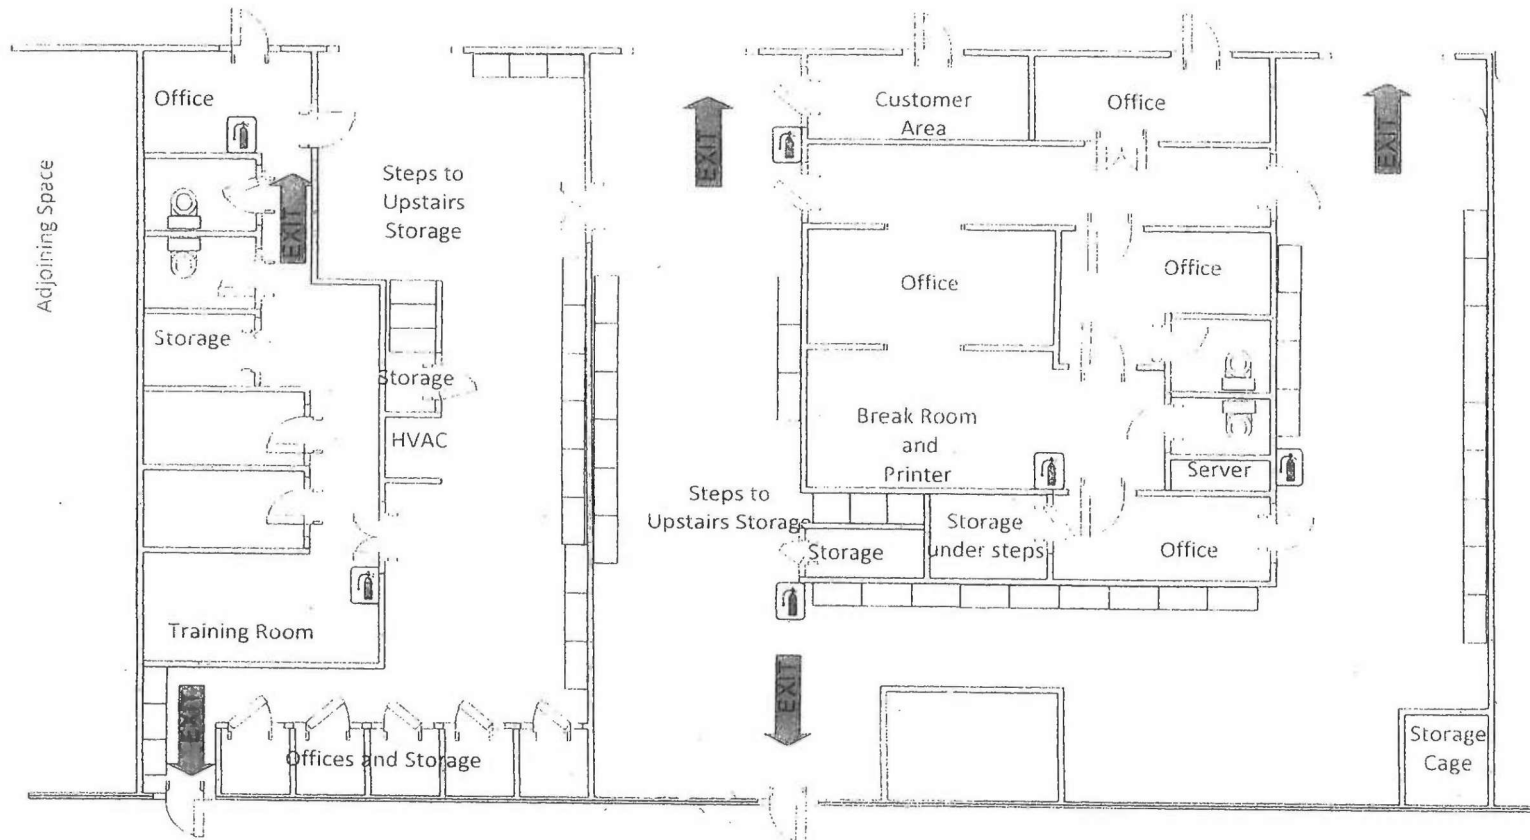 Office
Customer
Area
Office
EXIT
EXIT
Adjoining Space
Steps to
Upstairs
Storage
EXIT
Office
Office
Storage
Storage
HVAC
Break Room
and
Printer
Server
Steps to
Upstairs Storage
Storage
under steps
Storage
Office
Training Room
EXIT
EXIT
Offices and Storage
Storage
Cage